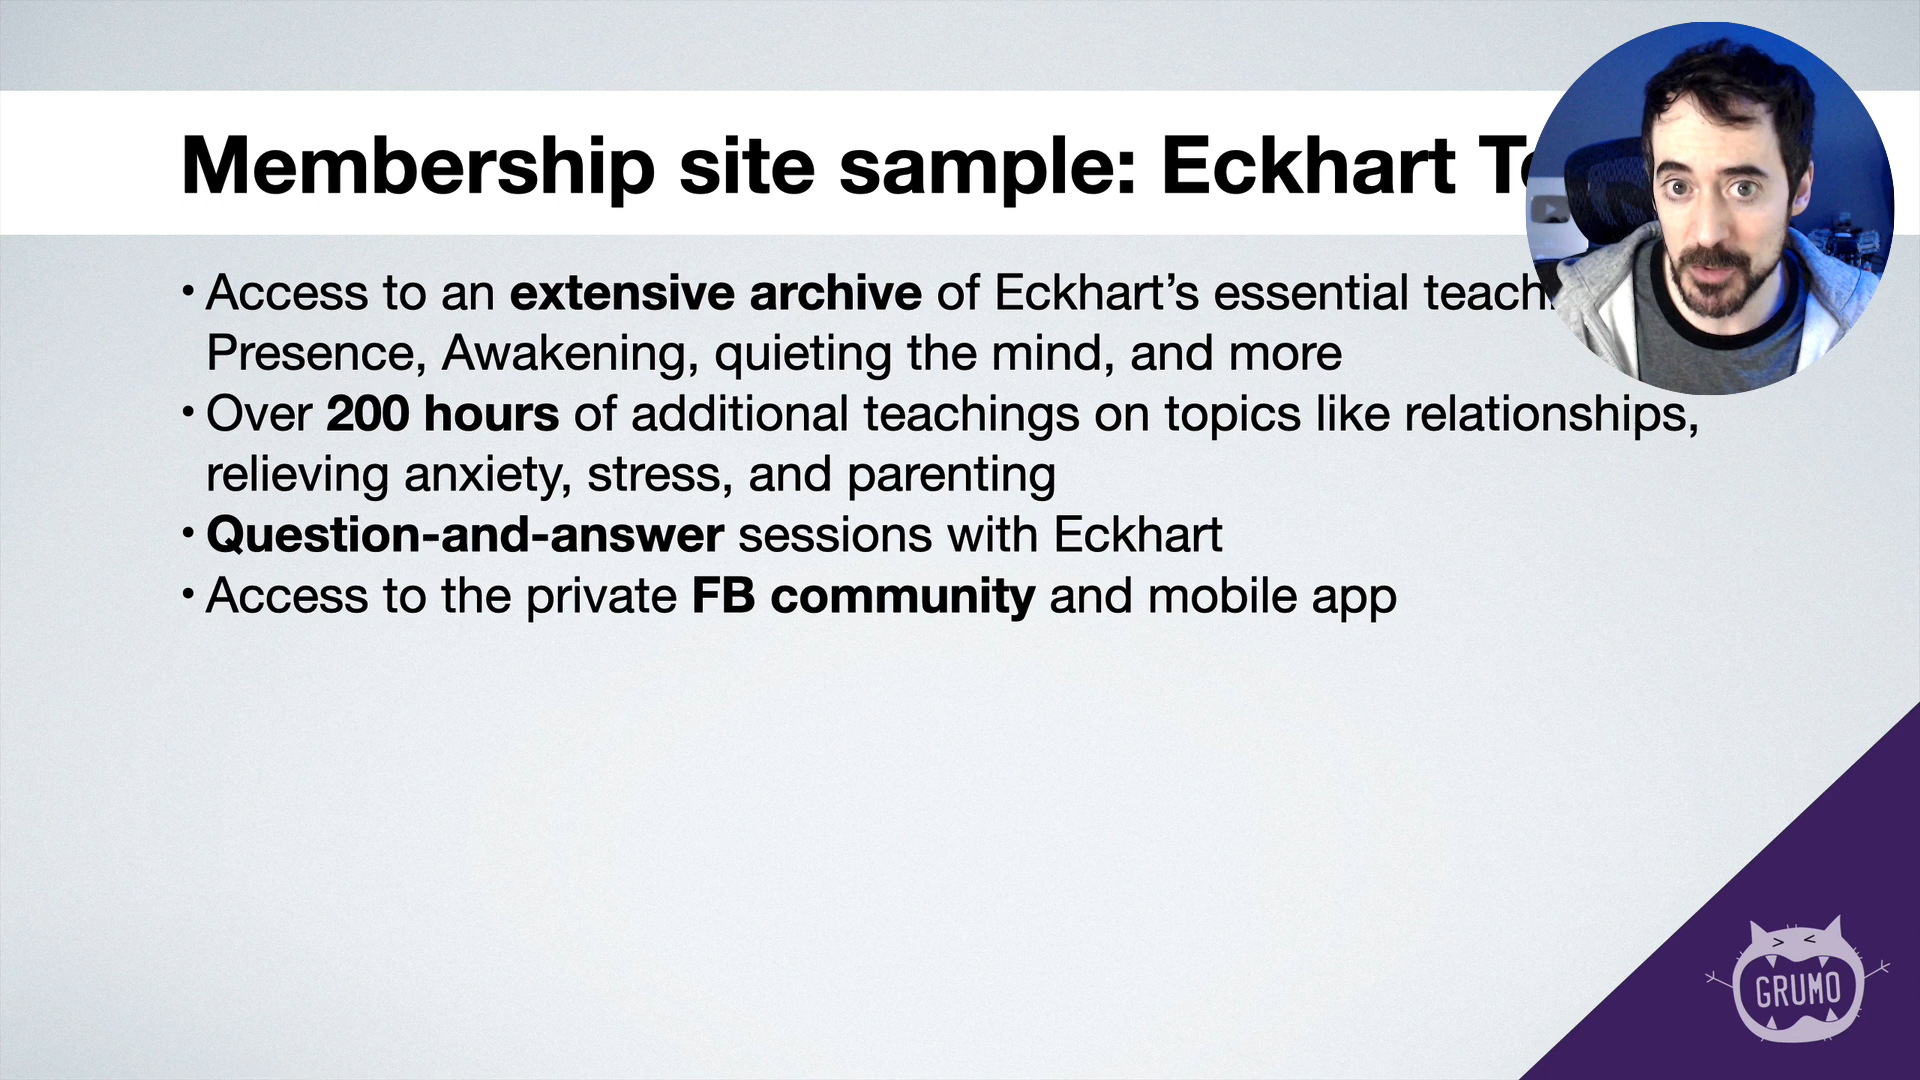 Membership site sample: Eckhart
• Access to an extensive archive of Eckhart’s essential
Presence, Awakening, quieting the mind, and more
• Over 200 hours of additional teachings on topics like relationships,
relieving anxiety, stress, and parenting
• Question-and-answer sessions with Eckhart
• Access to the private FB community and mobile app
GRUMO